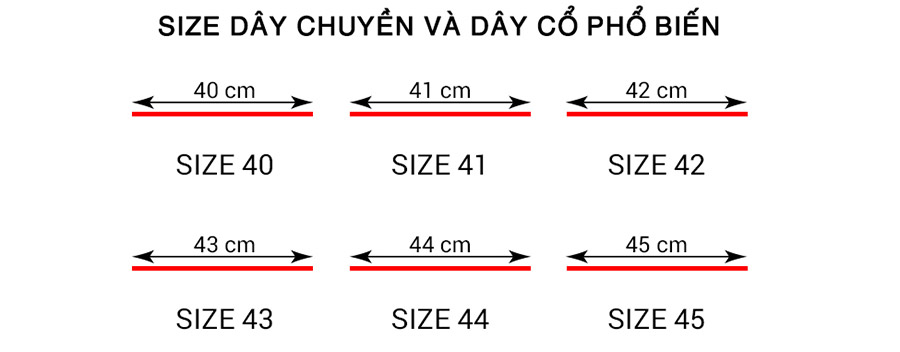 SIZE DÂY CHUYỀN VÀ DÂY CỔ PHỔ BIẾN
40 cm 41 cm 42 cm
SIZE 40 SIZE 41 SIZE 42
43 cm 44 cm 45 cm
SIZE 43 SIZE 44 SIZE 45